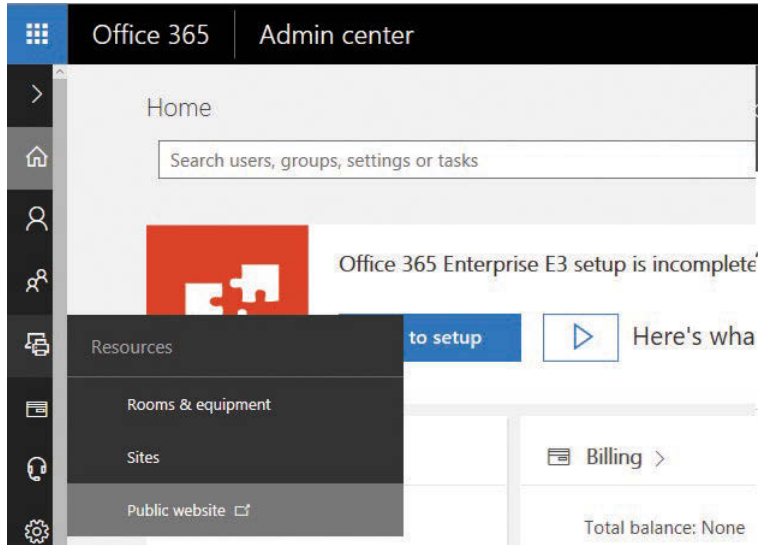 Office 365 Admin center
Home
Search users, groups, settings or tasks
Office 365 Enterprise E3 setup is incomplete
to setup
Here's wha
Resources
Rooms & equipment
Sites
Public website
Billing
Total balance: None